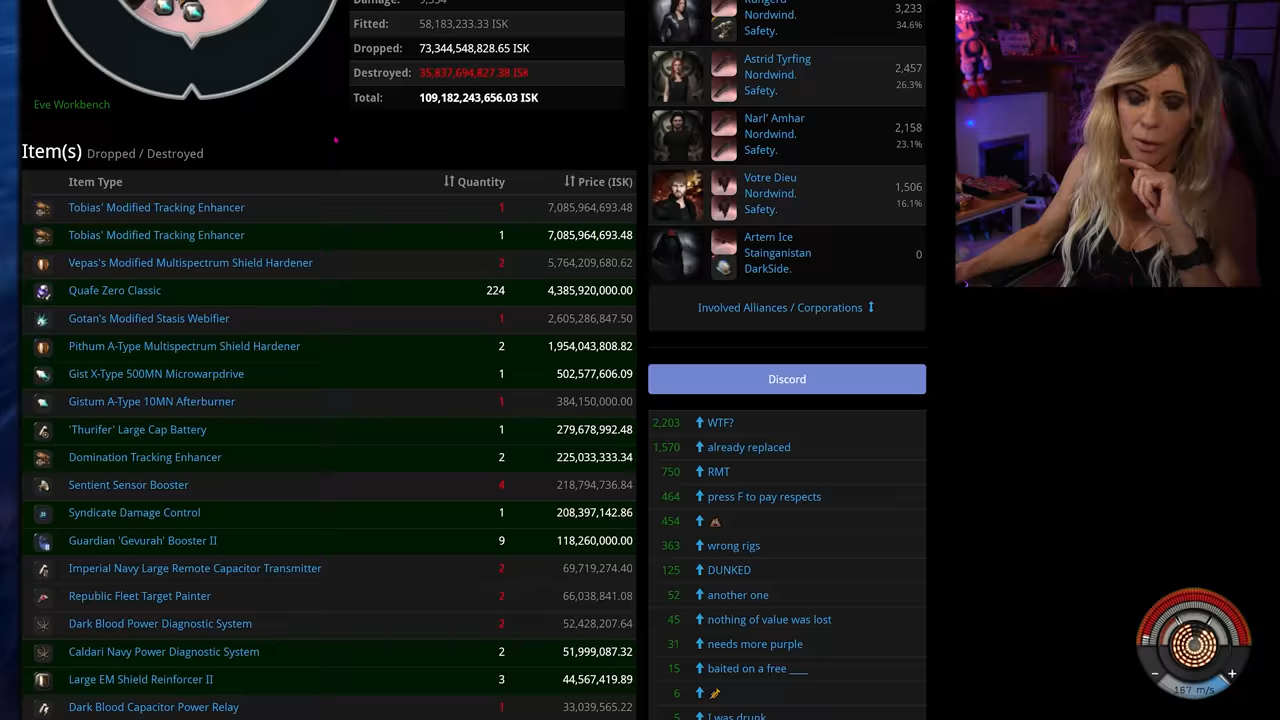 Damage: 9,334
Fitted: 58,183,233.33 ISK
Dropped: 73,344,548,828.65 ISK
Destroyed: 35,837,694,827.38 ISK
Total: 109,182,243,656.03 ISK
Eve Workbench
Item(s) Dropped / Destroyed
Item Type Quantity Price (ISK)
Tobias' Modified Tracking Enhancer 1 7,085,964,693.48
Tobias' Modified Tracking Enhancer 1 7,085,964,693.48
Vepas's Modified Multispectrum Shield Hardener 2 5,764,209,680.62
Quafe Zero Classic 224 4,385,920,000.00
Gotan's Modified Stasis Webifier 1 2,605,286,847.50
Pithum A-Type Multispectrum Shield Hardener 2 1,954,043,808.82
Gist X-Type 500MN Microwarpdrive 1 502,577,606.09
Gistum A-Type 10MN Afterburner 1 384,150,000.00
'Thurifer' Large Cap Battery 1 279,678,992.48
Domination Tracking Enhancer 2 225,033,333.34
Sentient Sensor Booster 4 218,794,736.84
Syndicate Damage Control 1 208,397,142.86
Guardian 'Gevurah' Booster II 9 118,260,000.00
Imperial Navy Large Remote Capacitor Transmitter 2 69,719,274.40
Republic Fleet Target Painter 2 66,038,841.08
Dark Blood Power Diagnostic System 2 52,428,207.64
Caldari Navy Power Diagnostic System 2 51,999,087.32
Large EM Shield Reinforcer II 3 44,567,419.89
Dark Blood Capacitor Power Relay 1 33,039,565.22
3,233
Nordwind.
34.6%
Safety.
Astrid Tyrfing
Nordwind. 2,457
Safety. 26.3%
Narl' Amhar
Nordwind. 2,158
Safety. 23.1%
Votre Dieu
Nordwind. 1,506
Safety. 16.1%
Artem Ice
Stainganistan 0
DarkSide.
Involved Alliances / Corporations
Discord
2,203 WTF?
1,570 already replaced
750 RMT
464 press F to pay respects
454
363 wrong rigs
125 DUNKED
52 another one
45 nothing of value was lost
31 needs more purple
15 baited on a free ____
6
5 I was drunk
167 m/s